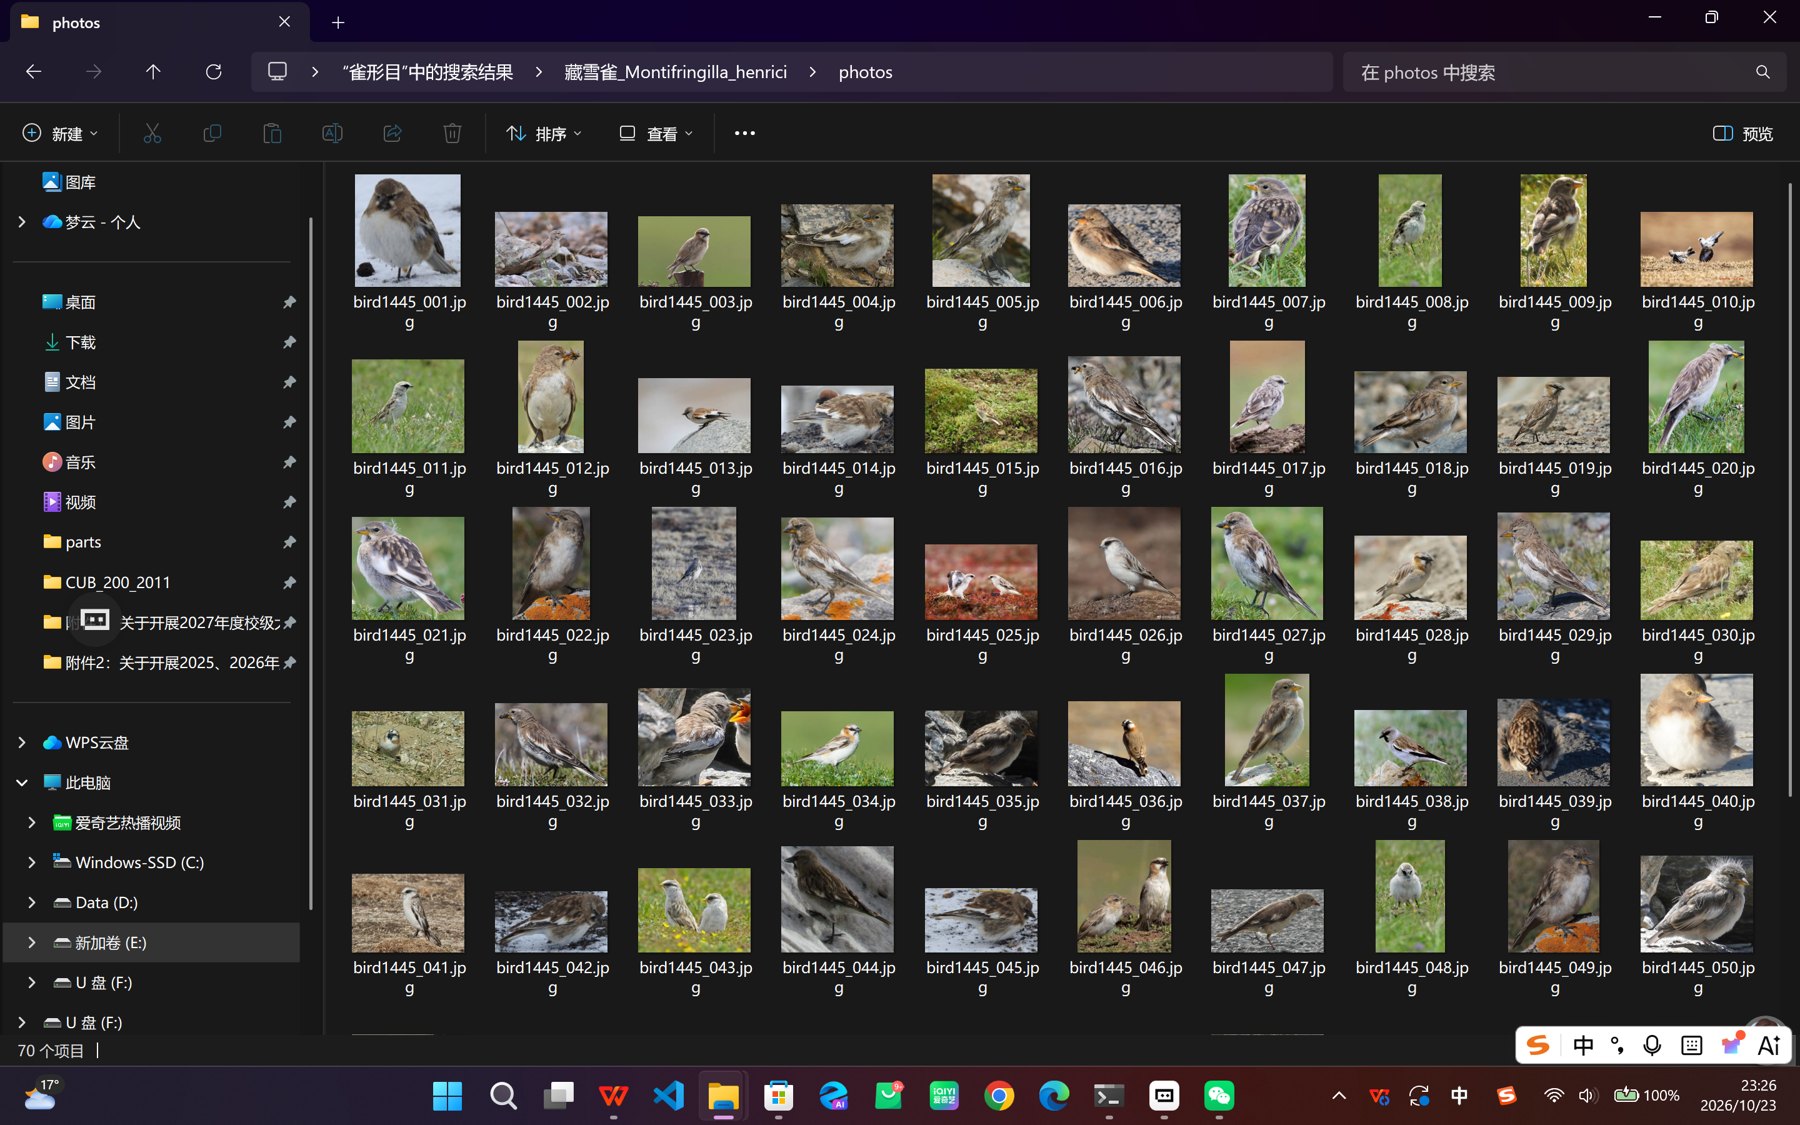 photos
“雀形目”中的搜索结果 藏雪雀_Montifringilla_henrici photos
在 photos 中搜索
新建 排序 查看 预览
图库
梦云 - 个人
桌面
下载
文档
图片
音乐
视频
parts
CUB_200_2011
关于开展2027年度校级
附件2：关于开展2025、2026年
WPS云盘
此电脑
爱奇艺热播视频
Windows-SSD (C:)
Data (D:)
新加卷 (E:)
U 盘 (F:)
U 盘 (F:)
bird1445_001.jpg
bird1445_002.jpg
bird1445_003.jpg
bird1445_004.jpg
bird1445_005.jpg
bird1445_006.jpg
bird1445_007.jpg
bird1445_008.jpg
bird1445_009.jpg
bird1445_010.jpg
bird1445_011.jpg
bird1445_012.jpg
bird1445_013.jpg
bird1445_014.jpg
bird1445_015.jpg
bird1445_016.jpg
bird1445_017.jpg
bird1445_018.jpg
bird1445_019.jpg
bird1445_020.jpg
bird1445_021.jpg
bird1445_022.jpg
bird1445_023.jpg
bird1445_024.jpg
bird1445_025.jpg
bird1445_026.jpg
bird1445_027.jpg
bird1445_028.jpg
bird1445_029.jpg
bird1445_030.jpg
bird1445_031.jpg
bird1445_032.jpg
bird1445_033.jpg
bird1445_034.jpg
bird1445_035.jpg
bird1445_036.jpg
bird1445_037.jpg
bird1445_038.jpg
bird1445_039.jpg
bird1445_040.jpg
bird1445_041.jpg
bird1445_042.jpg
bird1445_043.jpg
bird1445_044.jpg
bird1445_045.jpg
bird1445_046.jpg
bird1445_047.jpg
bird1445_048.jpg
bird1445_049.jpg
bird1445_050.jpg
70 个项目
中 Ai
17°
中 100%
23:26
2026/10/23